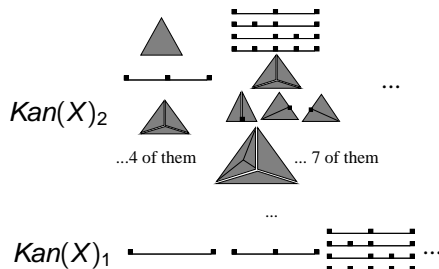 ...
Kan(X)₂
...4 of them ... 7 of them
...
Kan(X)₁ ...